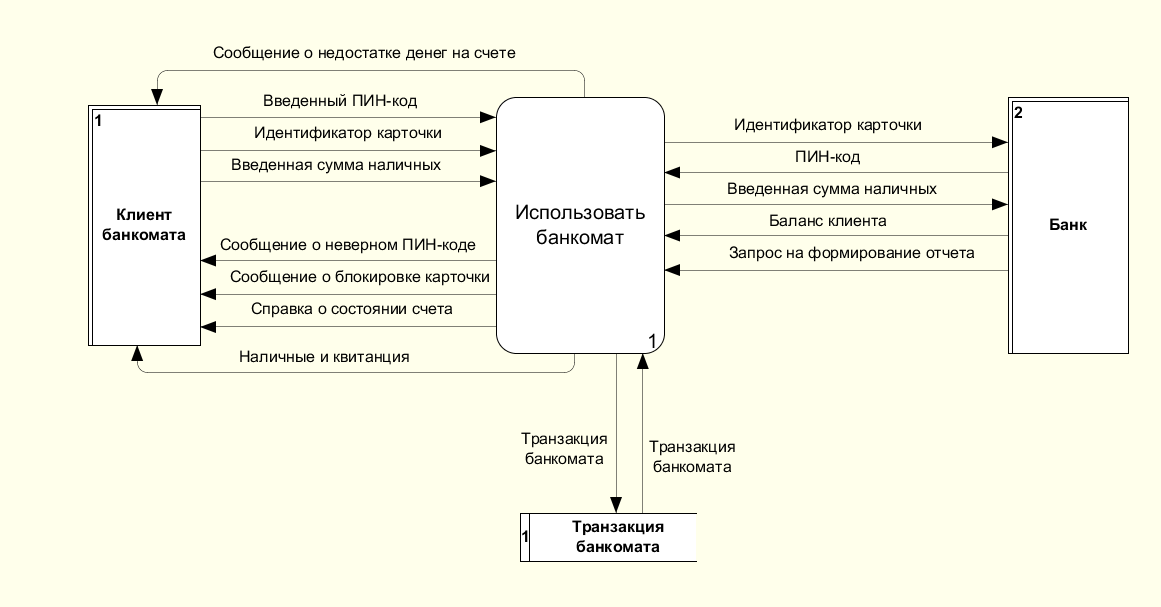 Сообщение о недостатке денег на счете
1
Клиент
банкомата
Введенный ПИН-код
Идентификатор карточки
Введенная сумма наличных
Сообщение о неверном ПИН-коде
Сообщение о блокировке карточки
Справка о состоянии счета
Наличные и квитанция
Использовать
банкомат
1
Идентификатор карточки
ПИН-код
Введенная сумма наличных
Баланс клиента
Запрос на формирование отчета
2
Банк
Транзакция
банкомата
Транзакция
банкомата
1
Транзакция
банкомата